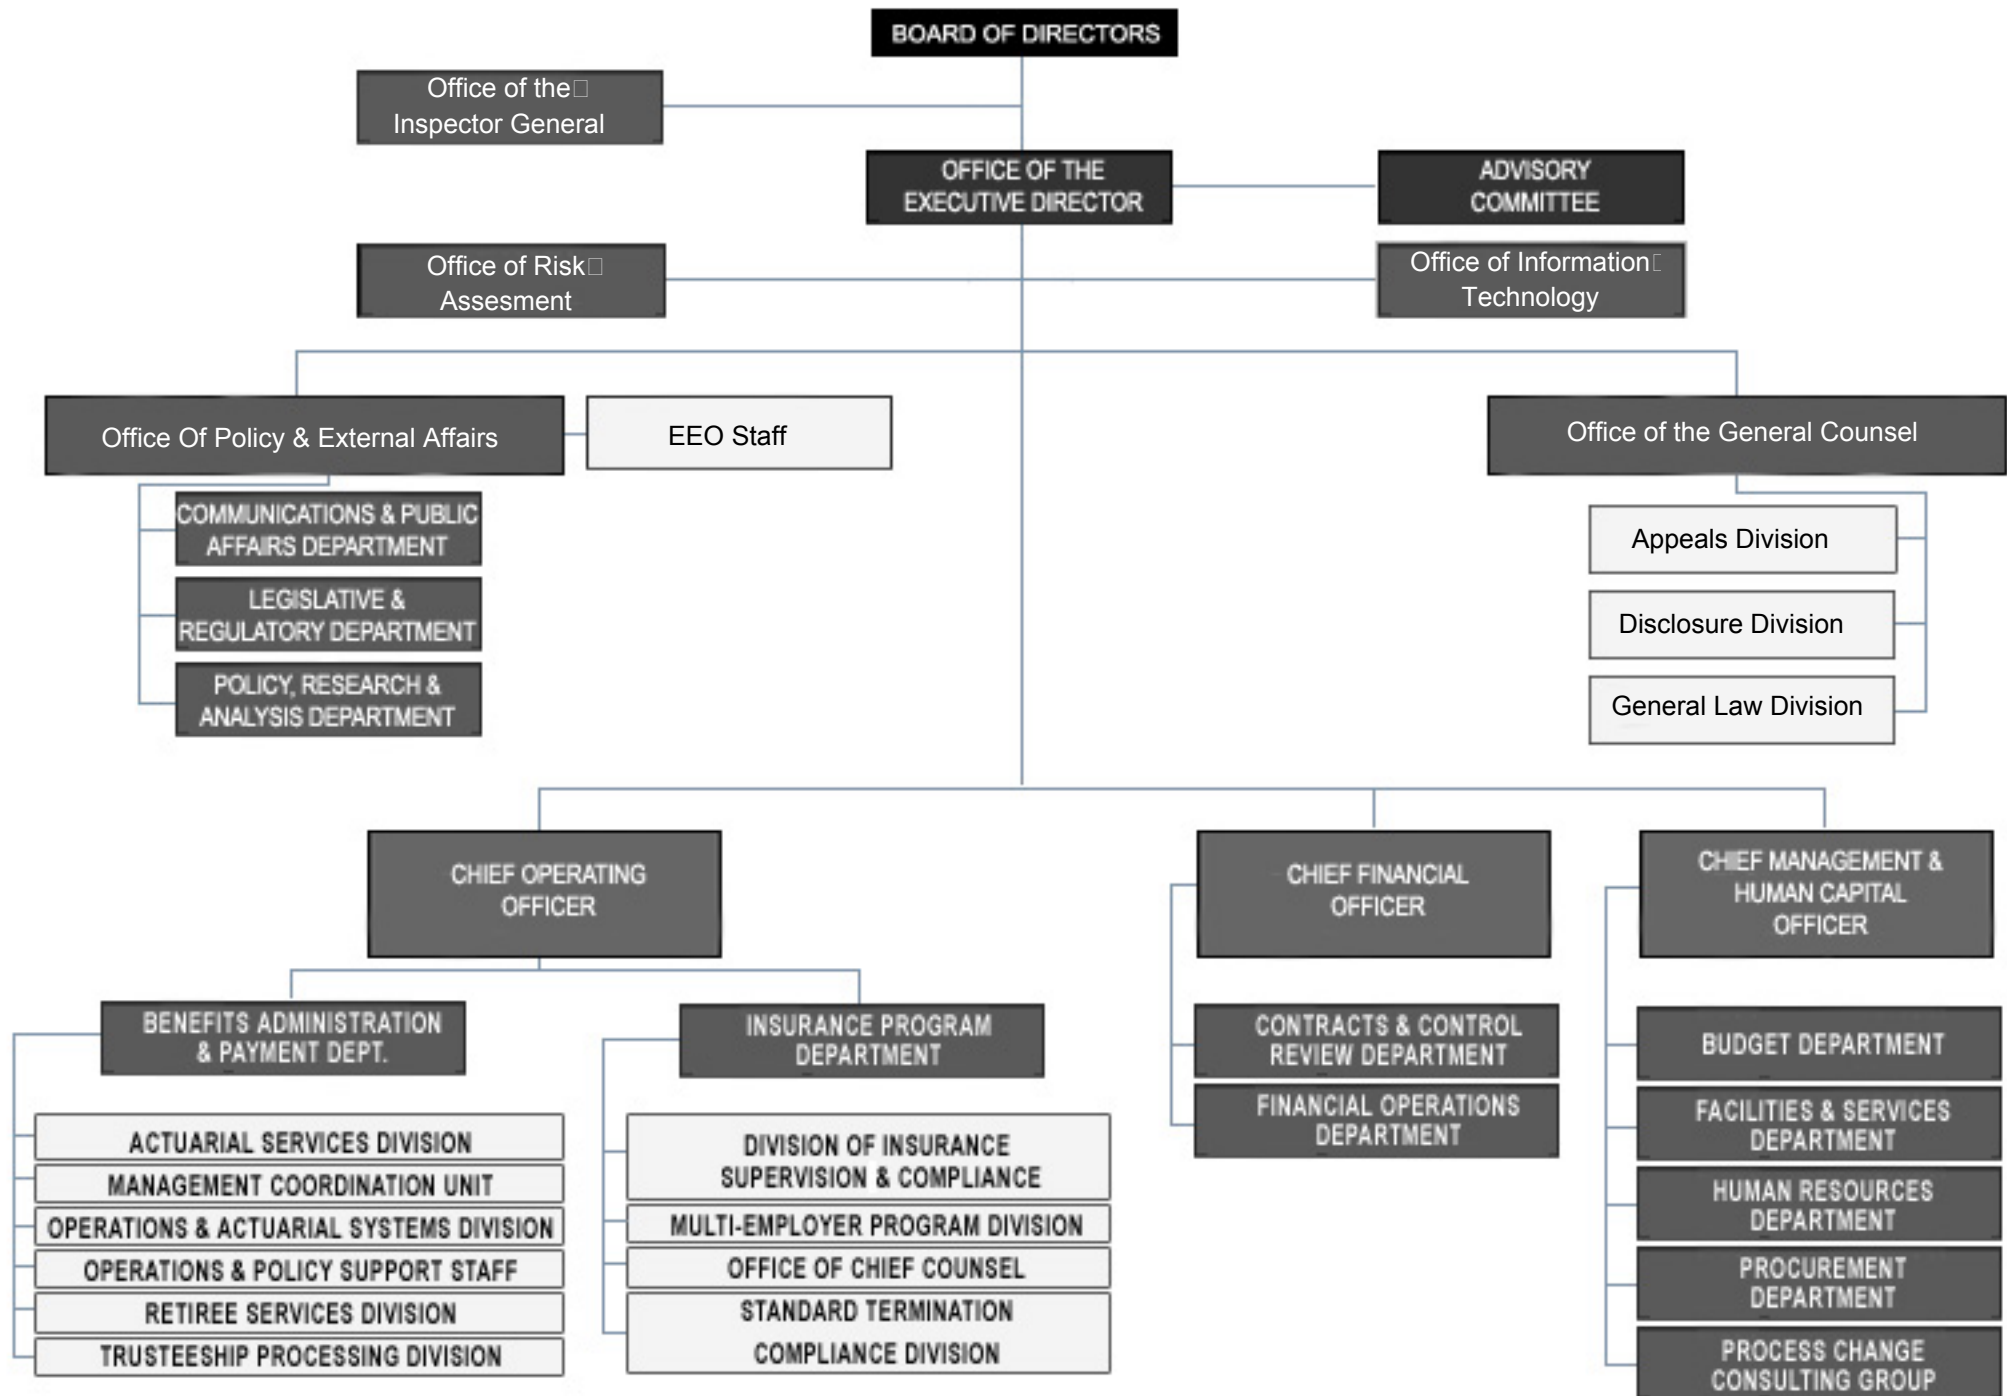 BOARD OF DIRECTORS
Office of the
Inspector General
OFFICE OF THE
EXECUTIVE DIRECTOR
ADVISORY
COMMITTEE
Office of Risk
Assesment
Office of Information
Technology
Office Of Policy & External Affairs
EEO Staff
Office of the General Counsel
COMMUNICATIONS & PUBLIC
AFFAIRS DEPARTMENT
LEGISLATIVE &
REGULATORY DEPARTMENT
POLICY, RESEARCH &
ANALYSIS DEPARTMENT
Appeals Division
Disclosure Division
General Law Division
CHIEF OPERATING
OFFICER
CHIEF FINANCIAL
OFFICER
CHIEF MANAGEMENT &
HUMAN CAPITAL
OFFICER
BENEFITS ADMINISTRATION
& PAYMENT DEPT.
ACTUARIAL SERVICES DIVISION
MANAGEMENT COORDINATION UNIT
OPERATIONS & ACTUARIAL SYSTEMS DIVISION
OPERATIONS & POLICY SUPPORT STAFF
RETIREE SERVICES DIVISION
TRUSTEESHIP PROCESSING DIVISION
INSURANCE PROGRAM
DEPARTMENT
DIVISION OF INSURANCE
SUPERVISION & COMPLIANCE
MULTI-EMPLOYER PROGRAM DIVISION
OFFICE OF CHIEF COUNSEL
STANDARD TERMINATION
COMPLIANCE DIVISION
CONTRACTS & CONTROL
REVIEW DEPARTMENT
FINANCIAL OPERATIONS
DEPARTMENT
BUDGET DEPARTMENT
FACILITIES & SERVICES
DEPARTMENT
HUMAN RESOURCES
DEPARTMENT
PROCUREMENT
DEPARTMENT
PROCESS CHANGE
CONSULTING GROUP